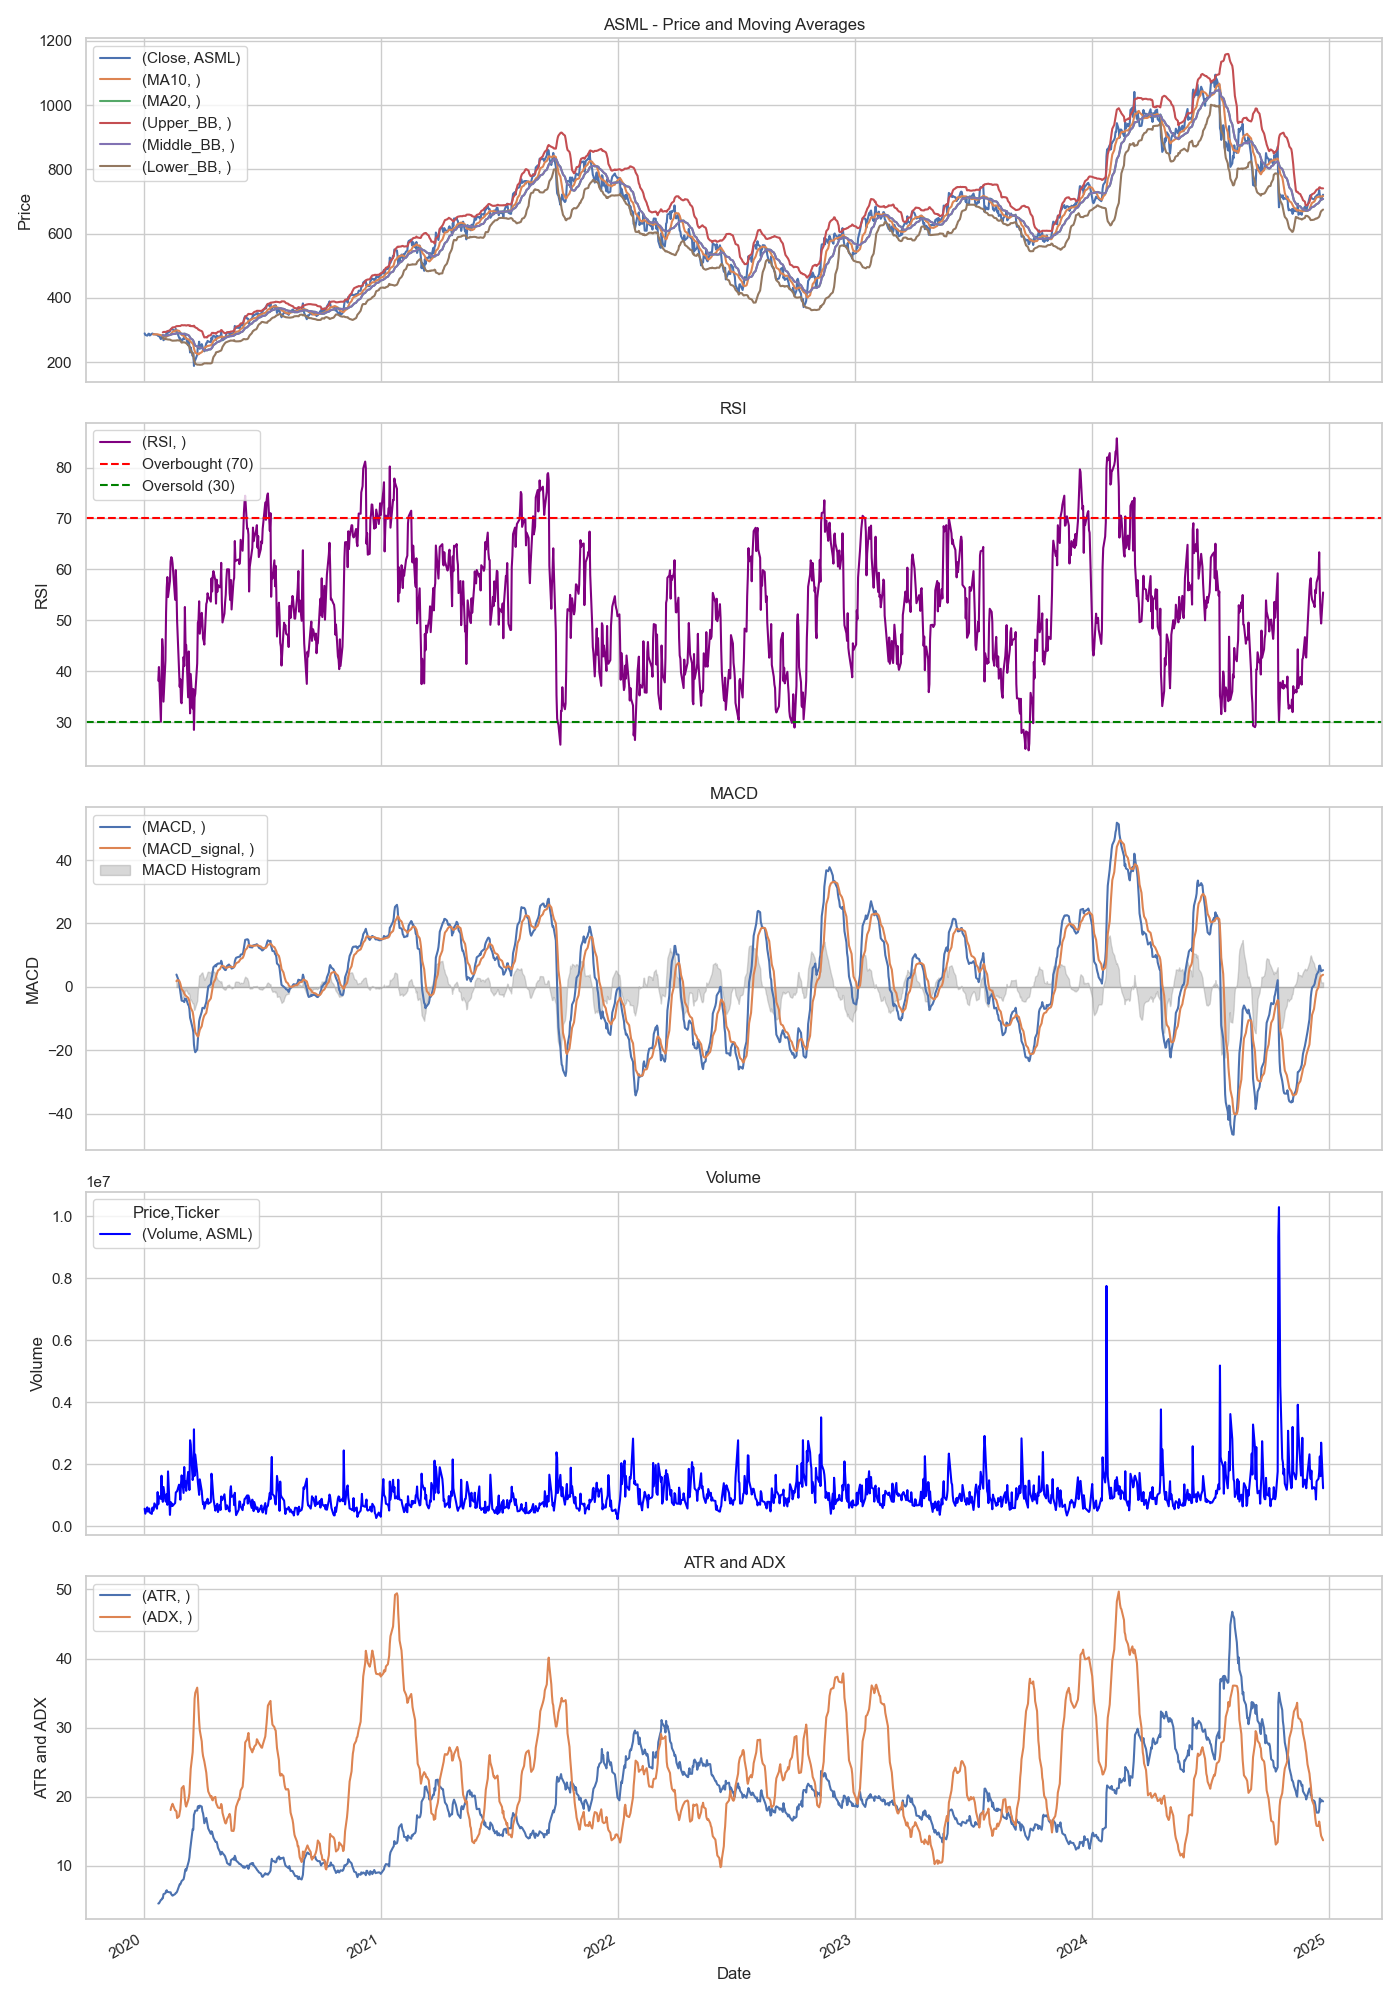 ASML - Price and Moving Averages
1200
1000
800
600
400
200
Price
(Close, ASML)
(MA10, )
(MA20, )
(Upper_BB, )
(Middle_BB, )
(Lower_BB, )
RSI
80
70
60
50
40
30
RSI
(RSI, )
Overbought (70)
Oversold (30)
MACD
40
20
0
−20
−40
MACD
(MACD, )
(MACD_signal, )
MACD Histogram
Volume
1e7
1.0
0.8
0.6
0.4
0.2
0.0
Volume
Price,Ticker
(Volume, ASML)
ATR and ADX
50
40
30
20
10
ATR and ADX
(ATR, )
(ADX, )
2020 2021 2022 2023 2024 2025
Date